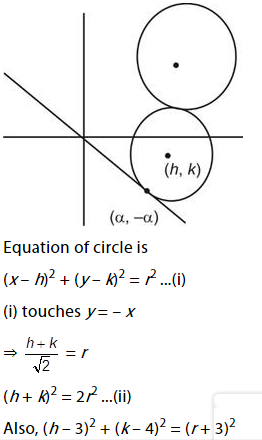 (h, k)
(α, –α)
Equation of circle is
(x – h)² + (y – k)² = r² ...(i)
(i) touches y = – x
⇒ (h + k)/√2 = r
(h + k)² = 2r² ...(ii)
Also, (h – 3)² + (k – 4)² = (r + 3)²